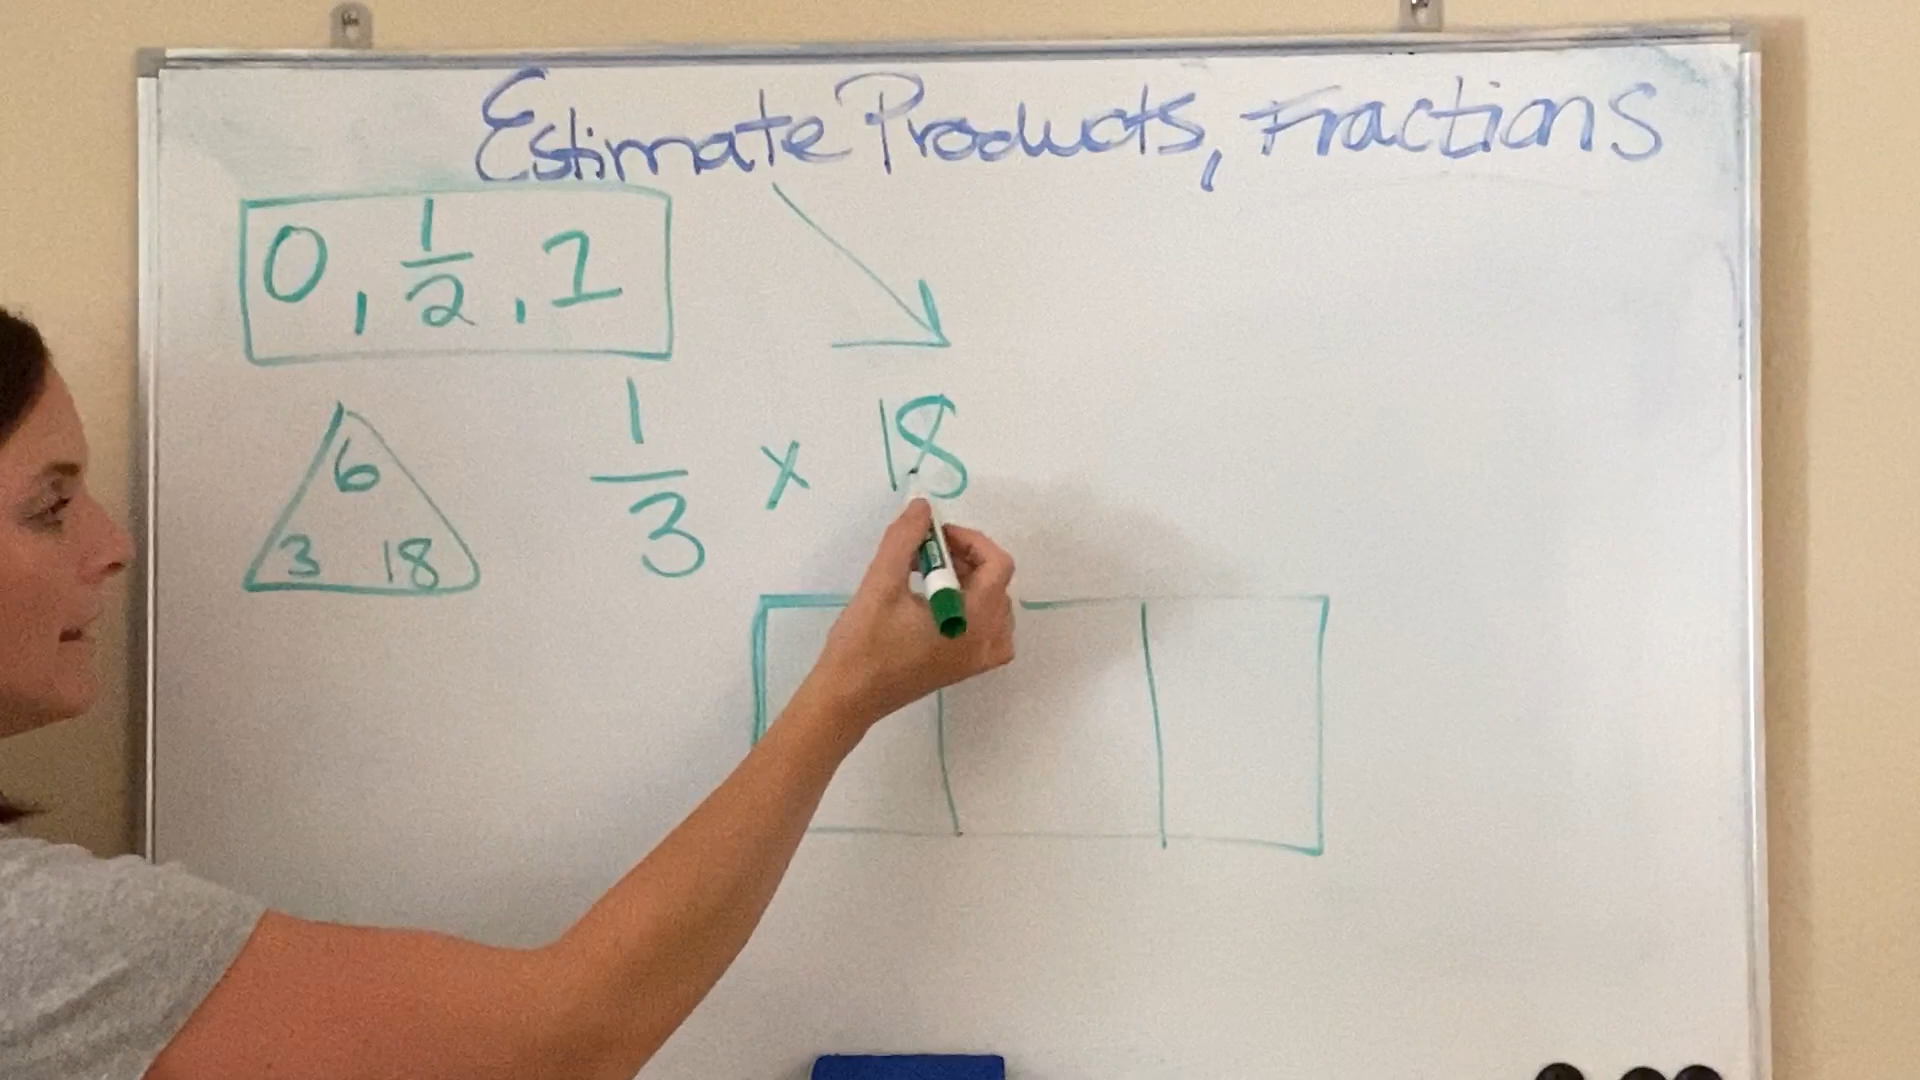 Estimate Products, Fractions
0, 1/2, 1
6
3 18
1/3 x 18